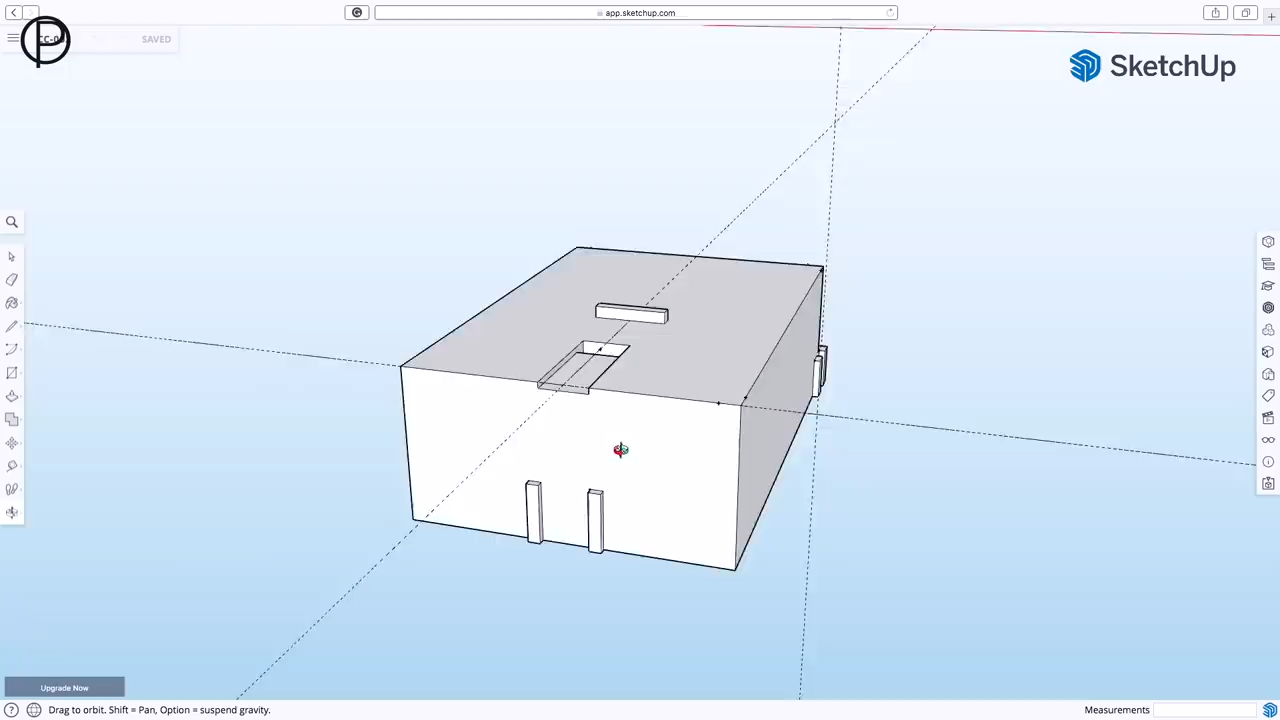 app.sketchup.com
SAVED
SketchUp
Upgrade Now
Drag to orbit. Shift = Pan, Option = suspend gravity.
Measurements